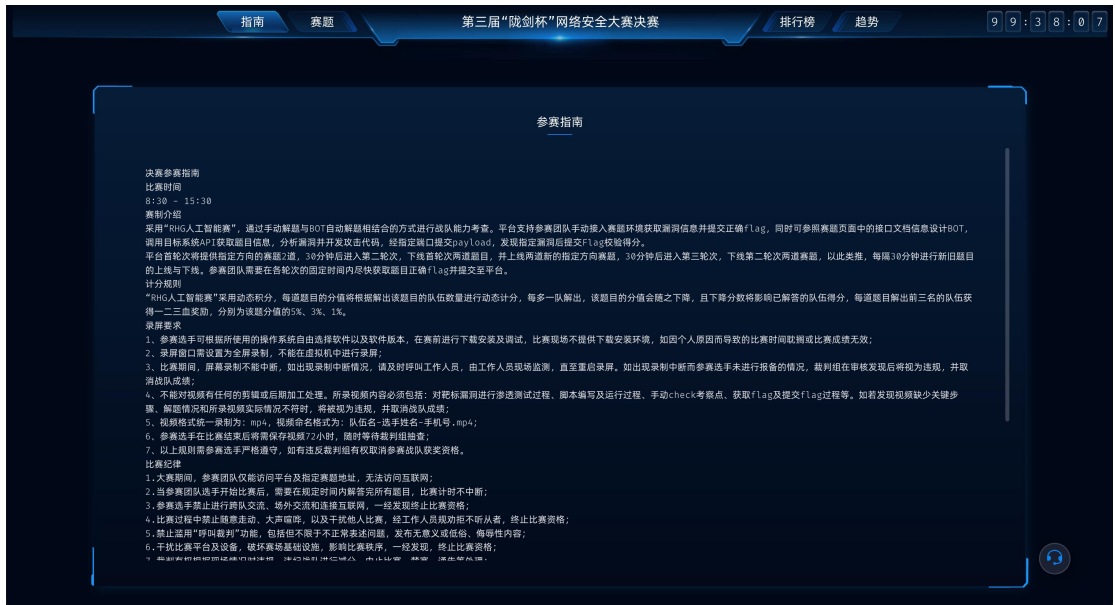 指南
赛题
第三届“陇剑杯”网络安全大赛决赛
排行榜
趋势
99:38:07
参赛指南
决赛参赛指南
比赛时间
8:30 - 15:30
赛制介绍
采用“RHG人工智能赛”，通过手动解题与BOT自动解题相结合的方式进行战队能力考查。平台支持参赛团队手动接入赛题环境获取漏洞信息并提交正确flag，同时可参照赛题页面中的接口文档信息设计BOT，
调用目标系统API获取题目信息，分析漏洞并开发攻击代码，经指定端口提交payload，发现指定漏洞后提交Flag校验得分。
平台首轮次将提供指定方向的赛题2道，30分钟后进入第二轮次，下线首轮次两道题目，并上线两道新的指定方向赛题，30分钟后进入第三轮次，下线第二轮次两道赛题，以此类推，每隔30分钟进行新旧题目
的上线与下线。参赛团队需要在各轮次的固定时间内尽快获取题目正确flag并提交至平台。
计分规则
“RHG人工智能赛”采用动态积分，每道题目的分值将根据解出该题目的队伍数量进行动态计分，每多一队解出，该题目的分值会随之下降，且下降分数将影响已解答的队伍得分，每道题目解出前三名的队伍获
得一二三血奖励，分别为该题分值的5%、3%、1%。
录屏要求
1、参赛选手可根据所使用的操作系统自由选择软件以及软件版本，在赛前进行下载安装及调试，比赛现场不提供下载安装环境，如因个人原因而导致的比赛时间耽搁或比赛成绩无效；
2、录屏窗口需设置为全屏录制，不能在虚拟机中进行录屏；
3、比赛期间，屏幕录制不能中断，如出现录制中断情况，请及时呼叫工作人员，由工作人员现场监测，直至重启录屏。如出现录制中断而参赛选手未进行报备的情况，裁判组在审核发现后将视为违规，并取
消战队成绩；
4、不能对视频有任何的剪辑或后期加工处理。所录视频内容必须包括：对靶标漏洞进行渗透测试过程、脚本编写及运行过程、手动check考察点、获取flag及提交flag过程等。如若发现视频缺少关键步
骤、解题情况和所录视频实际情况不符时，将被视为违规，并取消战队成绩；
5、视频格式统一录制为：mp4，视频命名格式为：队伍名-选手姓名-手机号.mp4；
6、参赛选手在比赛结束后将需保存视频72小时，随时等待裁判组抽查；
7、以上规则需参赛选手严格遵守，如有违反裁判组有权取消参赛战队获奖资格。
比赛纪律
1.大赛期间，参赛团队仅能访问平台及指定赛题地址，无法访问互联网；
2.当参赛团队选手开始比赛后，需要在规定时间内解答完所有题目，比赛计时不中断；
3.参赛选手禁止进行跨队交流、场外交流和连接互联网，一经发现终止比赛资格；
4.比赛过程中禁止随意走动、大声喧哗，以及干扰他人比赛，经工作人员规劝拒不听从者，终止比赛资格；
5.禁止滥用“呼叫裁判”功能，包括但不限于不正常表述问题，发布无意义或低俗、侮辱性内容；
6.干扰比赛平台及设备，破坏赛场基础设施，影响比赛秩序，一经发现，终止比赛资格；